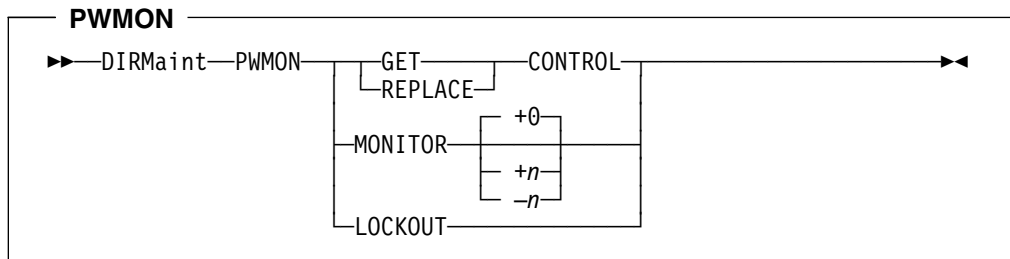 PWMON
►►─DIRMaint─PWMON─GET─CONTROL─►◄
REPLACE
+0
MONITOR
+n
–n
LOCKOUT